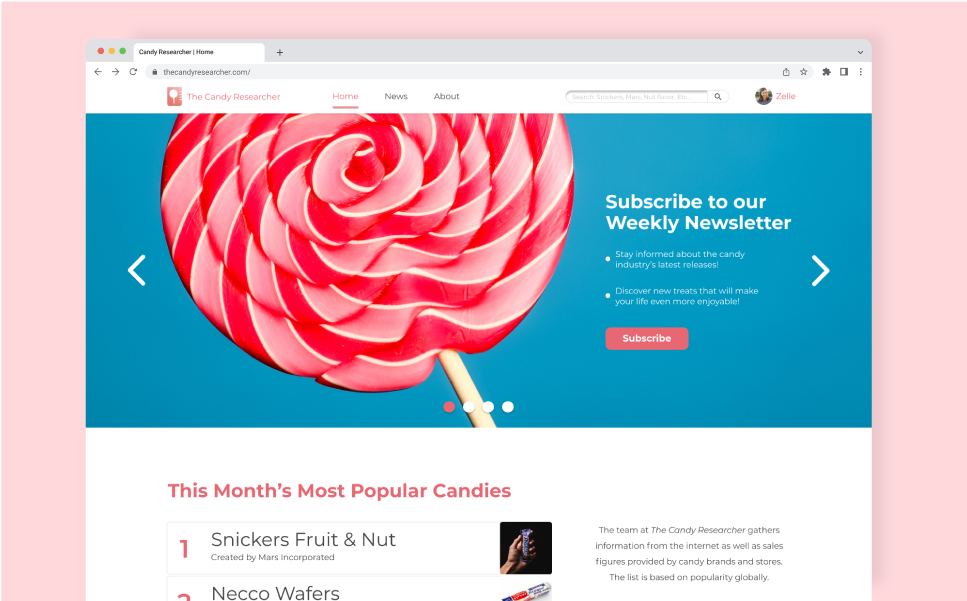 Candy Researcher | Home
thecandyresearcher.com/
The Candy Researcher
Home
News
About
Search: Snickers, Mars, Nut flavor, Etc...
Zelle
Subscribe to our
Weekly Newsletter
Stay informed about the candy
industry's latest releases!
Discover new treats that will make
your life even more enjoyable!
Subscribe
This Month's Most Popular Candies
1
Snickers Fruit & Nut
Created by Mars Incorporated
2
Necco Wafers
The team at The Candy Researcher gathers
information from the internet as well as sales
figures provided by candy brands and stores.
The list is based on popularity globally.